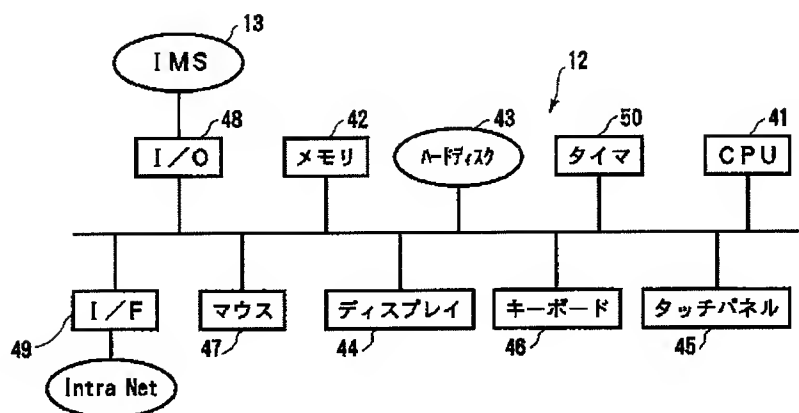 13
IMS
12
48
42
43
50
41
I/O
メモリ
ハードディスク
タイマ
CPU
I/F
マウス
ディスプレイ
キーボード
タッチパネル
49
47
44
46
45
Intra Net